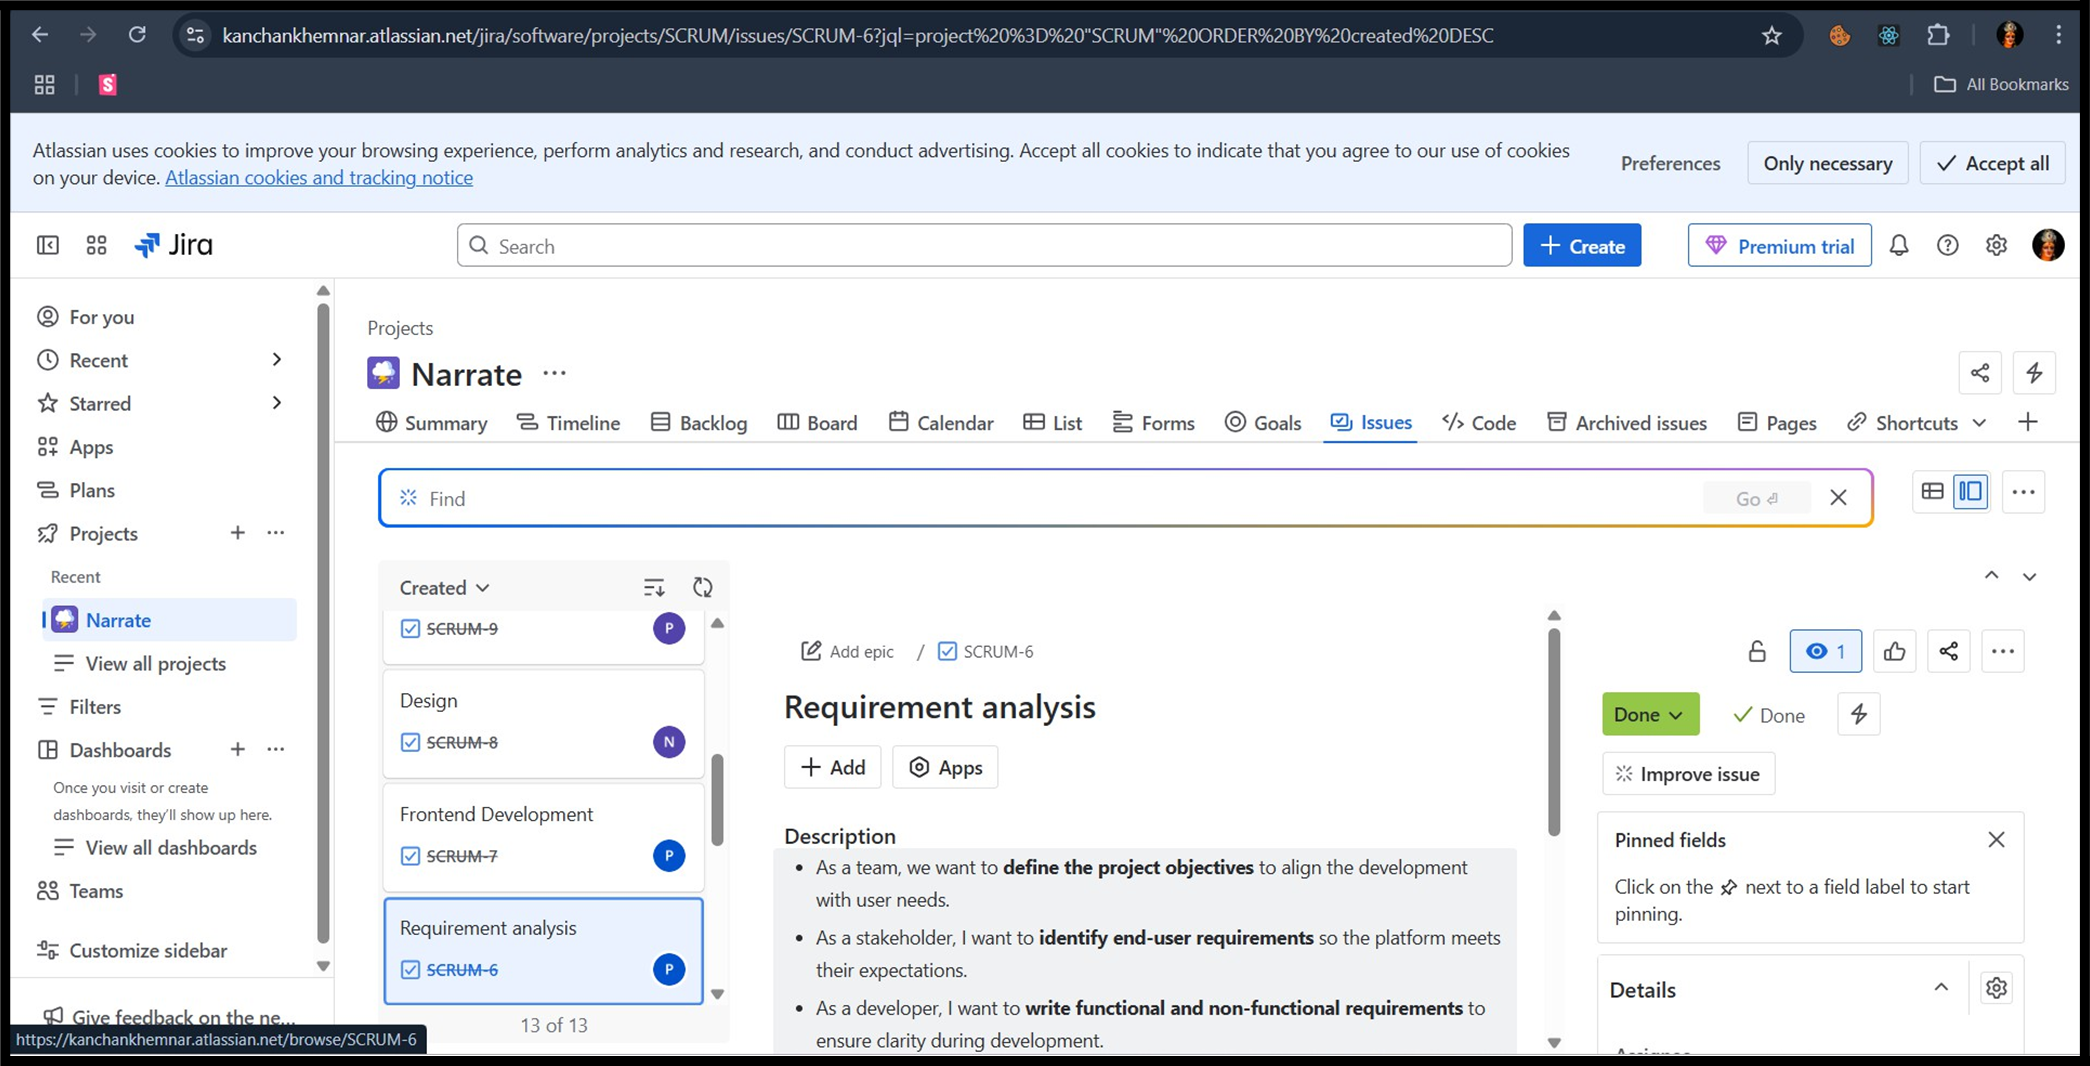 kanchankhemnar.atlassian.net/jira/software/projects/SCRUM/issues/SCRUM-6?jql=project%20%3D%20"SCRUM"%20ORDER%20BY%20created%20DESC
S
All Bookmarks
Atlassian uses cookies to improve your browsing experience, perform analytics and research, and conduct advertising. Accept all cookies to indicate that you agree to our use of cookies
on your device. Atlassian cookies and tracking notice
Preferences
Only necessary
Accept all
Jira
Search
Create
Premium trial
For you
Recent
Starred
Apps
Plans
Projects
Recent
Narrate
View all projects
Filters
Dashboards
Once you visit or create
dashboards, they'll show up here.
View all dashboards
Teams
Customize sidebar
Give feedback on the ne...
https://kanchankhemnar.atlassian.net/browse/SCRUM-6
Projects
Narrate
Summary
Timeline
Backlog
Board
Calendar
List
Forms
Goals
Issues
Code
Archived issues
Pages
Shortcuts
Find
Go
Created
SCRUM-9
P
Design
SCRUM-8
N
Frontend Development
SCRUM-7
P
Requirement analysis
SCRUM-6
P
13 of 13
Add epic / SCRUM-6
Requirement analysis
Add
Apps
Description
• As a team, we want to define the project objectives to align the development
with user needs.
• As a stakeholder, I want to identify end-user requirements so the platform meets
their expectations.
• As a developer, I want to write functional and non-functional requirements to
ensure clarity during development.
1
Done
Done
Improve issue
Pinned fields
Click on the next to a field label to start
pinning.
Details